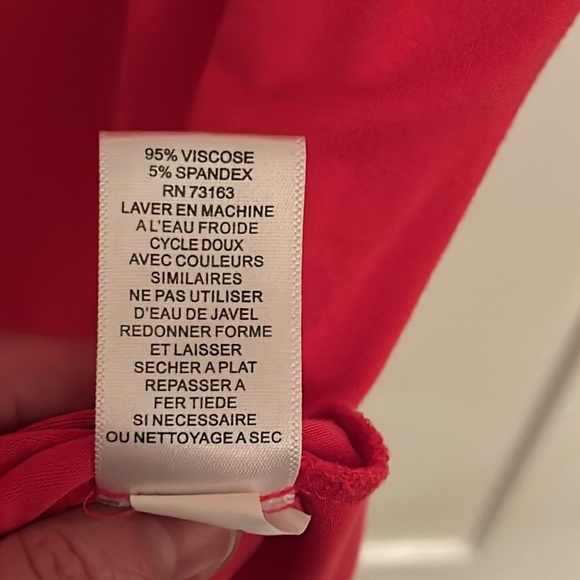 95% VISCOSE
5% SPANDEX
RN 73163
LAVER EN MACHINE
A L'EAU FROIDE
CYCLE DOUX
AVEC COULEURS
SIMILAIRES
NE PAS UTILISER
D'EAU DE JAVEL
REDONNER FORME
ET LAISSER
SECHER A PLAT
REPASSER A
FER TIEDE
SI NECESSAIRE
OU NETTOYAGE A SEC